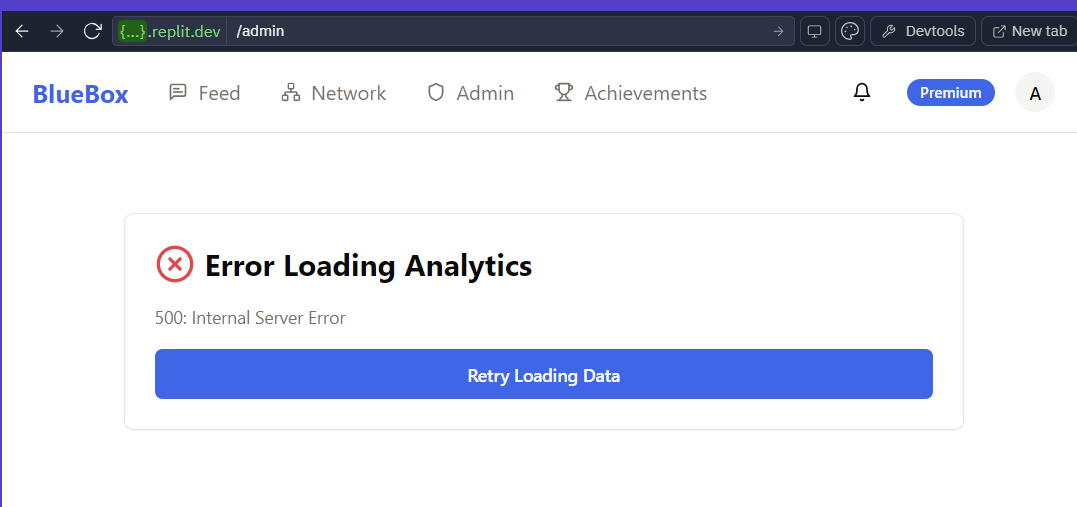 {...}.replit.dev /admin Devtools New tab
BlueBox Feed Network Admin Achievements Premium A
Error Loading Analytics
500: Internal Server Error
Retry Loading Data